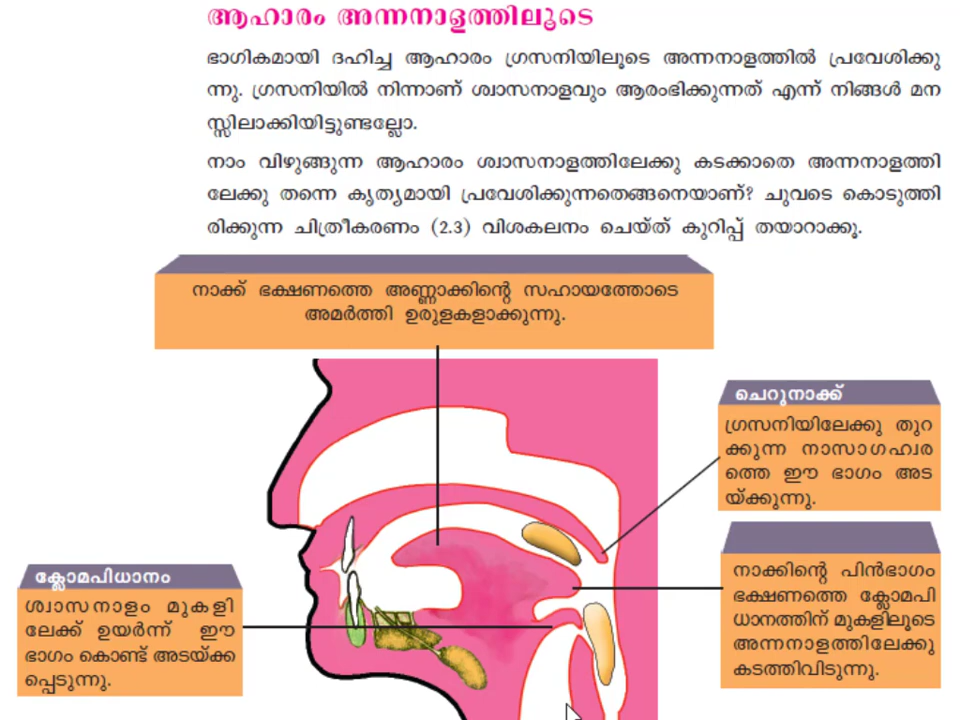 ആഹാരം അന്നനാളത്തിലൂടെ
ഭാഗികമായി ദഹിച്ച ആഹാരം ഗ്രസനിയിലൂടെ അന്നനാളത്തിൽ പ്രവേശിക്കു
ന്നു. ഗ്രസനിയിൽ നിന്നാണ് ശ്വാസനാളവും ആരംഭിക്കുന്നത് എന്ന് നിങ്ങൾ മന
സ്സിലാക്കിയിട്ടുണ്ടല്ലോ.
നാം വിഴുങ്ങുന്ന ആഹാരം ശ്വാസനാളത്തിലേക്കു കടക്കാതെ അന്നനാളത്തി
ലേക്കു തന്നെ കൃത്യമായി പ്രവേശിക്കുന്നതെങ്ങനെയാണ്? ചുവടെ കൊടുത്തി
രിക്കുന്ന ചിത്രീകരണം (2.3) വിശകലനം ചെയ്ത് കുറിപ്പ് തയാറാക്കൂ.
നാക്ക് ഭക്ഷണത്തെ അണ്ണാക്കിന്റെ സഹായത്തോടെ
അമർത്തി ഉരുളകളാക്കുന്നു.
ചെറുനാക്ക്
ഗ്രസനിയിലേക്കു തുറ
ക്കുന്ന നാസാഗഹ്വര
ത്തെ ഈ ഭാഗം അട
യ്ക്കുന്നു.
നാക്കിന്റെ പിൻഭാഗം
ഭക്ഷണത്തെ ക്ലോമപി
ധാനത്തിന് മുകളിലൂടെ
അന്നനാളത്തിലേക്കു
കടത്തിവിടുന്നു.
ക്ലോമപിധാനം
ശ്വാസനാളം മുകളി
ലേക്ക് ഉയർന്ന് ഈ
ഭാഗം കൊണ്ട് അടയ്ക്ക
പ്പെടുന്നു.